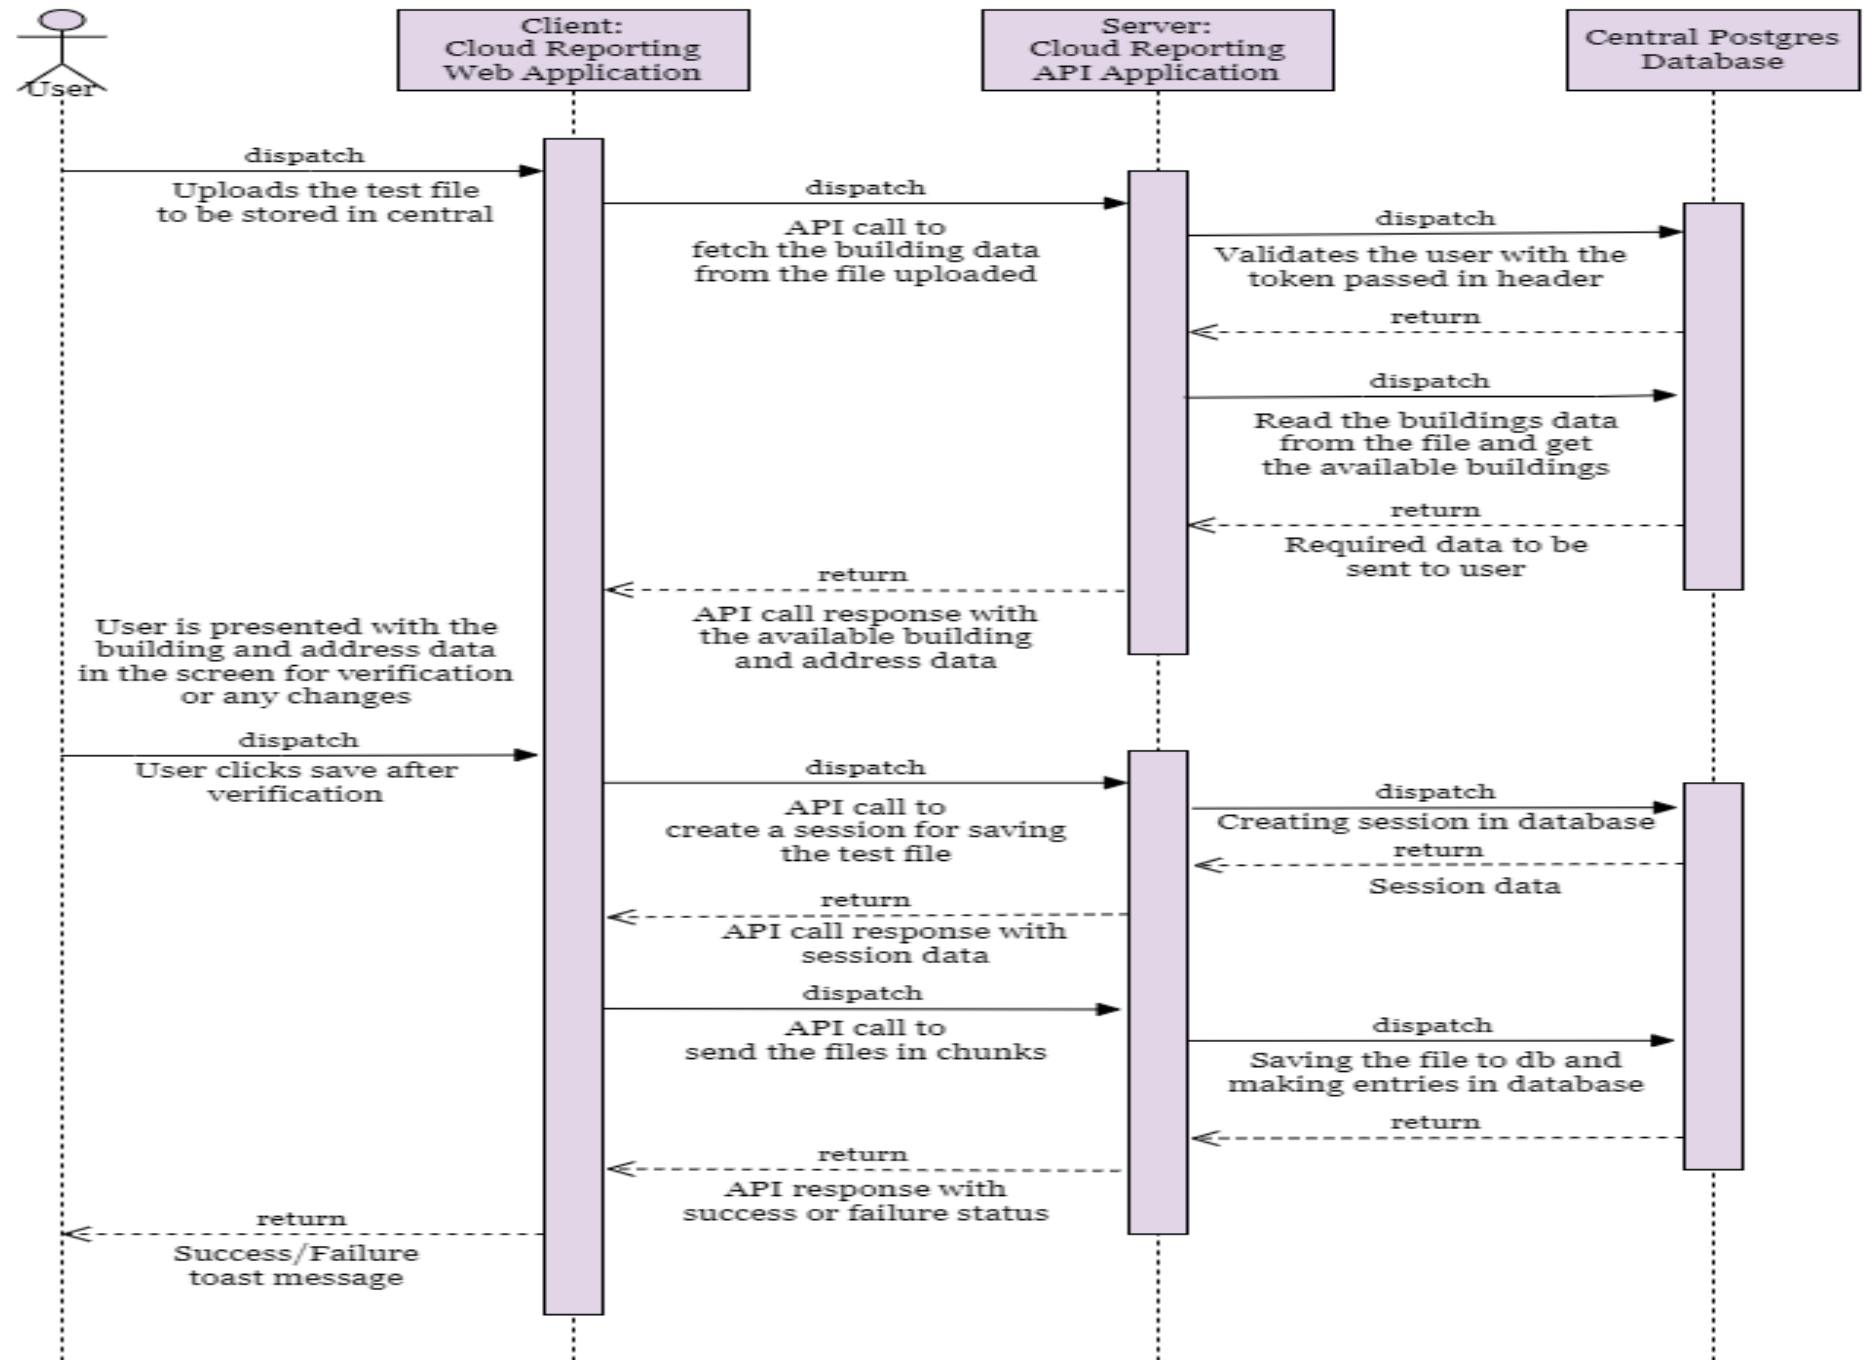 User
Client:
Cloud Reporting
Web Application
Server:
Cloud Reporting
API Application
Central Postgres
Database
dispatch
Uploads the test file
to be stored in central
dispatch
API call to
fetch the building data
from the file uploaded
dispatch
Validates the user with the
token passed in header
return
dispatch
Read the buildings data
from the file and get
the available buildings
return
Required data to be
sent to user
return
API call response with
the available building
and address data
User is presented with the
building and address data
in the screen for verification
or any changes
dispatch
User clicks save after
verification
dispatch
API call to
create a session for saving
the test file
dispatch
Creating session in database
return
Session data
return
API call response with
session data
dispatch
API call to
send the files in chunks
dispatch
Saving the file to db and
making entries in database
return
return
API response with
success or failure status
return
Success/Failure
toast message